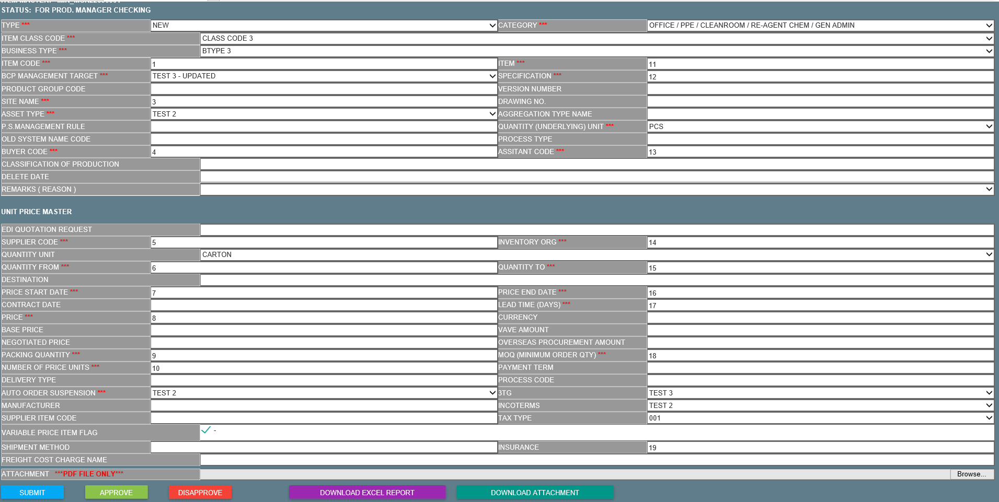 STATUS: FOR PROD. MANAGER CHECKING
TYPE *** NEW CATEGORY *** OFFICE / PPE / CLEANROOM / RE-AGENT CHEM / GEN ADMIN
ITEM CLASS CODE *** CLASS CODE 3
BUSINESS TYPE *** BTYPE 3
ITEM CODE *** 1 ITEM *** 11
BCP MANAGEMENT TARGET *** TEST 3 - UPDATED SPECIFICATION *** 12
PRODUCT GROUP CODE VERSION NUMBER
SITE NAME *** 3 DRAWING NO.
ASSET TYPE *** TEST 2 AGGREGATION TYPE NAME
P.S.MANAGEMENT RULE QUANTITY (UNDERLYING) UNIT *** PCS
OLD SYSTEM NAME CODE PROCESS TYPE
BUYER CODE *** 4 ASSITANT CODE *** 13
CLASSIFICATION OF PRODUCTION
DELETE DATE
REMARKS ( REASON )
UNIT PRICE MASTER
EDI QUOTATION REQUEST
SUPPLIER CODE *** 5 INVENTORY ORG *** 14
QUANTITY UNIT CARTON
QUANTITY FROM *** 6 QUANTITY TO *** 15
DESTINATION
PRICE START DATE *** 7 PRICE END DATE *** 16
CONTRACT DATE LEAD TIME (DAYS) *** 17
PRICE *** 8 CURRENCY
BASE PRICE VAVE AMOUNT
NEGOTIATED PRICE OVERSEAS PROCUREMENT AMOUNT
PACKING QUANTITY *** 9 MOQ (MINIMUM ORDER QTY) *** 18
NUMBER OF PRICE UNITS *** 10 PAYMENT TERM
DELIVERY TYPE PROCESS CODE
AUTO ORDER SUSPENSION *** TEST 2 3TG TEST 3
MANUFACTURER INCOTERMS TEST 2
SUPPLIER ITEM CODE TAX TYPE 001
VARIABLE PRICE ITEM FLAG -
SHIPMENT METHOD INSURANCE 19
FREIGHT COST CHARGE NAME
ATTACHMENT ***PDF FILE ONLY*** Browse...
SUBMIT APPROVE DISAPPROVE DOWNLOAD EXCEL REPORT DOWNLOAD ATTACHMENT